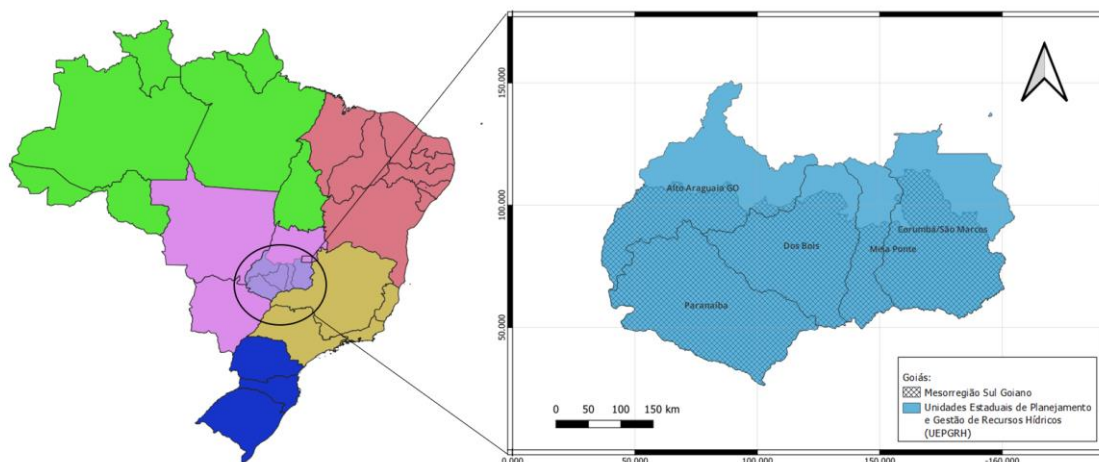 150.000
100.000
50.000
Alto Araguaia GO
Dos Bois
Meia Ponte
Corumbá/São Marcos
Paranaíba
0 50 100 150 km
Goiás:
Mesorregião Sul Goiano
Unidades Estaduais de Planejamento
e Gestão de Recursos Hídricos
(UEPGRH)
0.000 50.000 100.000 150.000 -160.000